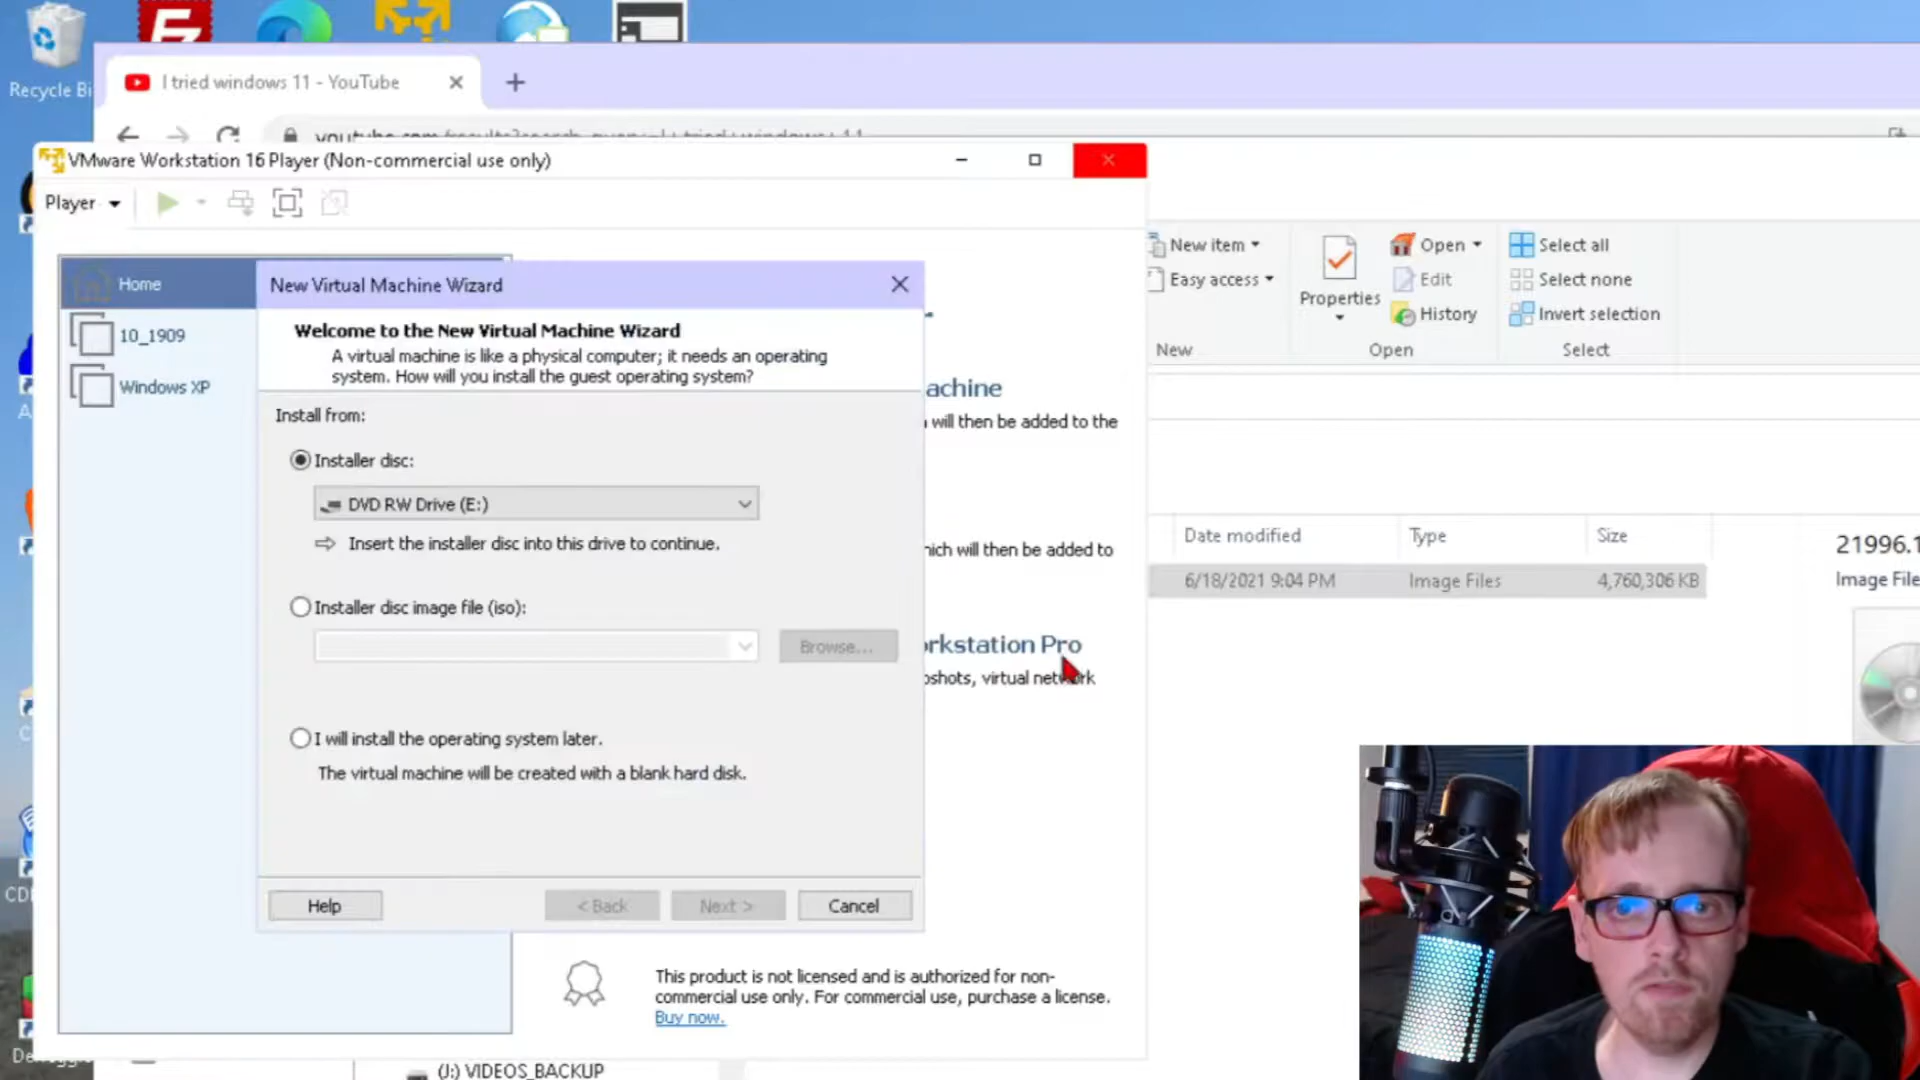 Recycle Bi
I tried windows 11 - YouTube
VMware Workstation 16 Player (Non-commercial use only)
Player
Home
10_1909
Windows XP
New Virtual Machine Wizard
Welcome to the New Virtual Machine Wizard
A virtual machine is like a physical computer; it needs an operating
system. How will you install the guest operating system?
Install from:
Installer disc:
DVD RW Drive (E:)
Insert the installer disc into this drive to continue.
Installer disc image file (iso):
Browse...
I will install the operating system later.
The virtual machine will be created with a blank hard disk.
Help
< Back
Next >
Cancel
achine
will then be added to the
hich will then be added to
rkstation Pro
pshots, virtual network
This product is not licensed and is authorized for non-
commercial use only. For commercial use, purchase a license.
Buy now.
New item
Easy access
New
Properties
Open
Edit
History
Open
Select all
Select none
Invert selection
Select
Date modified
Type
Size
6/18/2021 9:04 PM
Image Files
4,760,306 KB
21996.1
Image File
(J:) VIDEOS_BACKUP